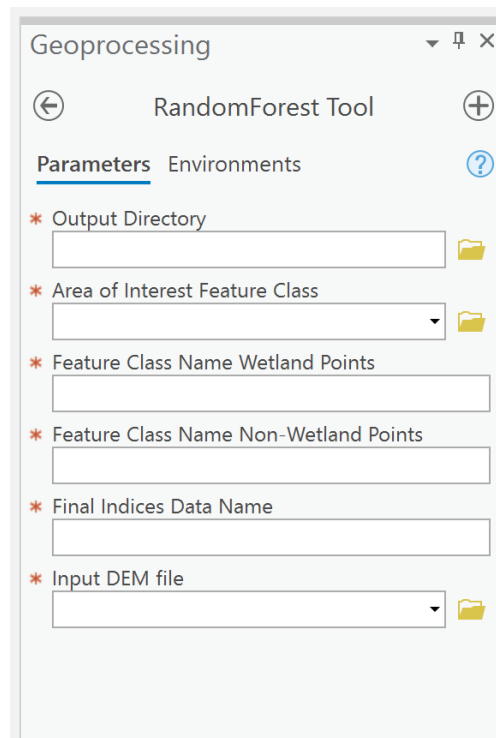 Geoprocessing
RandomForest Tool
Parameters Environments
* Output Directory
* Area of Interest Feature Class
* Feature Class Name Wetland Points
* Feature Class Name Non-Wetland Points
* Final Indices Data Name
* Input DEM file